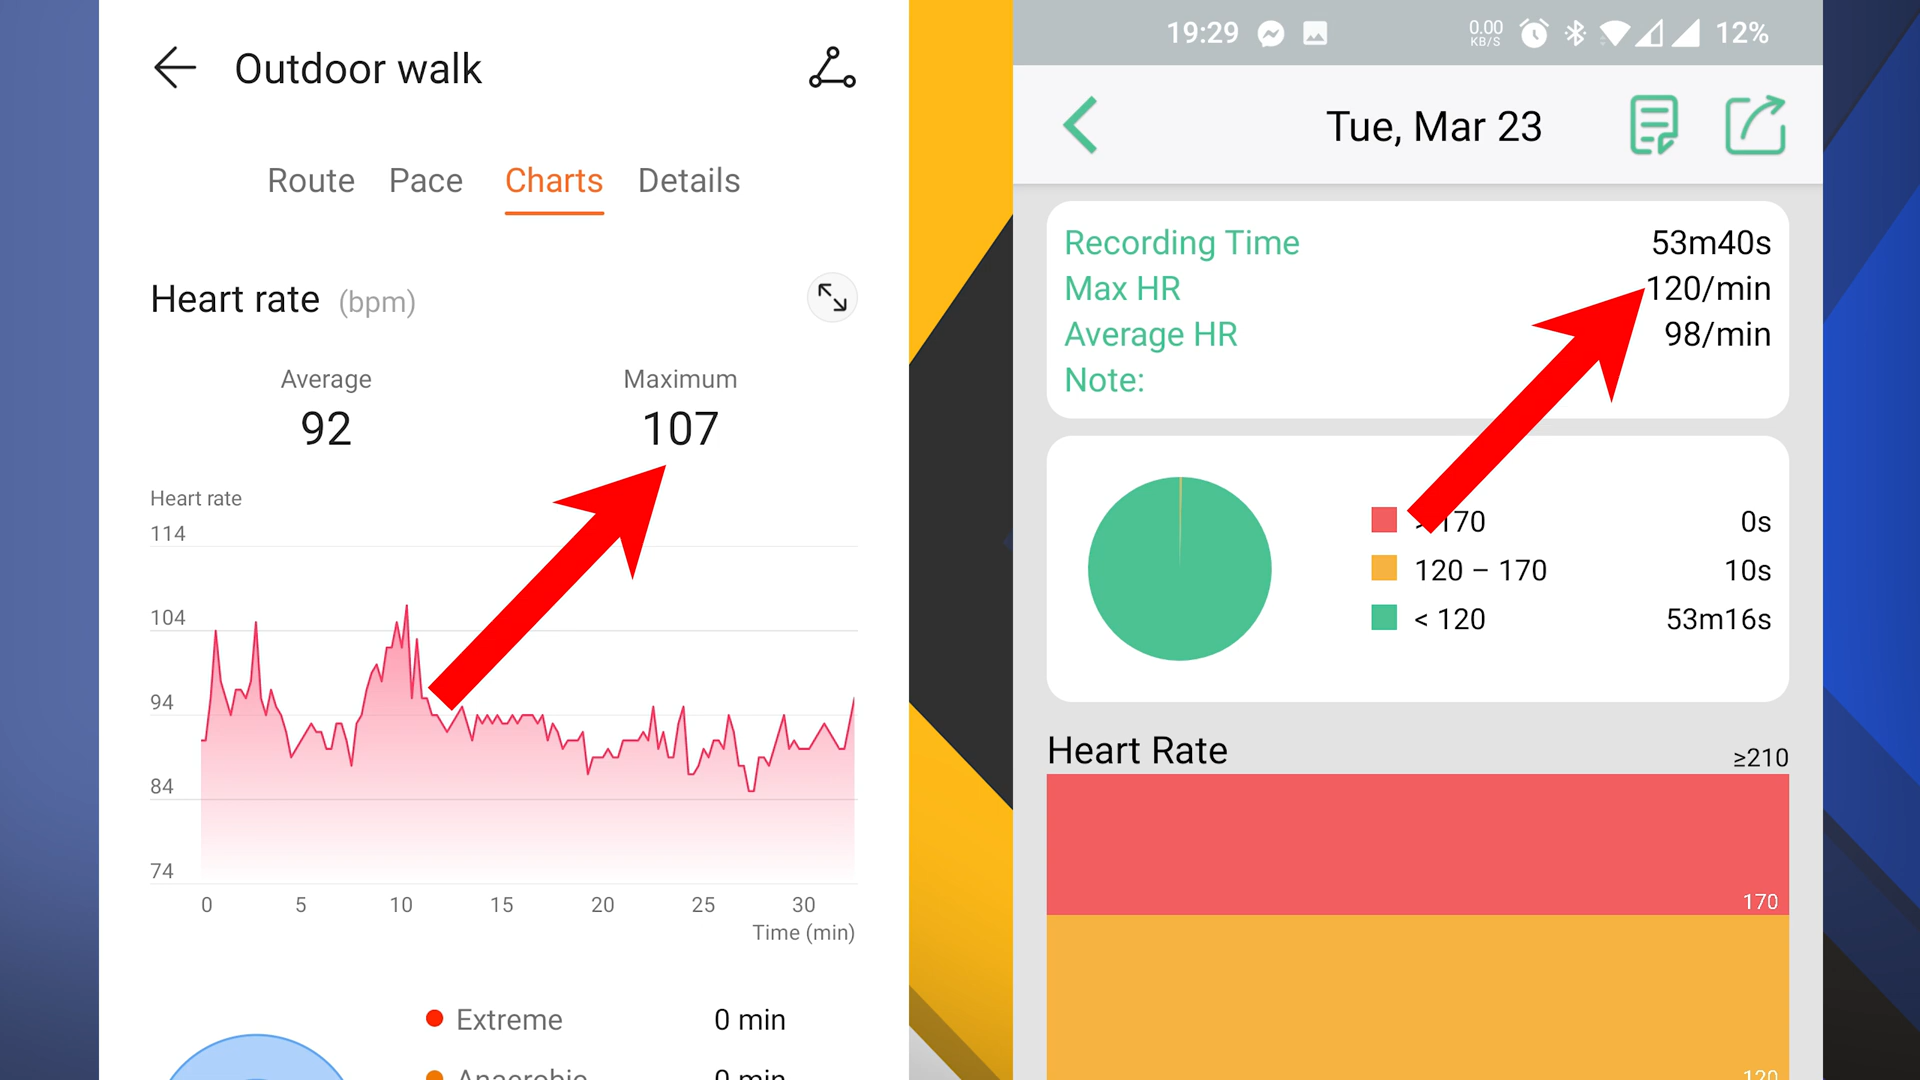 Outdoor walk
Route Pace Charts Details
Heart rate (bpm)
Average Maximum
92 107
Heart rate
114
104
94
84
74
0 5 10 15 20 25 30
Time (min)
Extreme 0 min
Anaerobic 0 min
19:29 0.00 KB/S 12%
Tue, Mar 23
Recording Time 53m40s
Max HR 120/min
Average HR 98/min
Note:
> 170 0s
120 – 170 10s
< 120 53m16s
Heart Rate ≥210
170
120